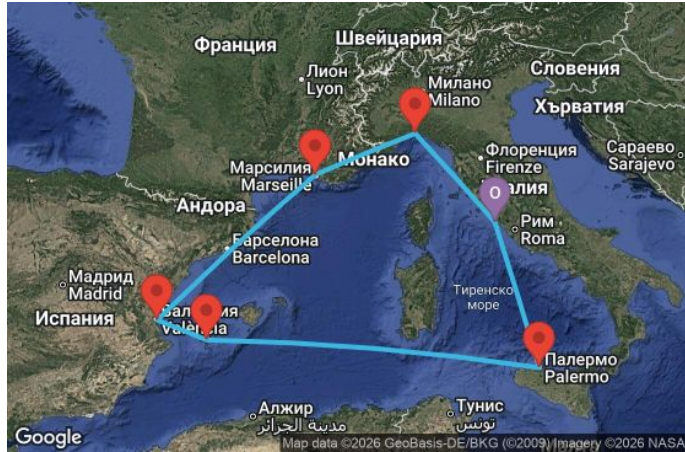 Франция
Швейцария
Лион
Lyon
Милано
Milano
Словения
Хърватия
Марсилия
Marseille
Монако
Флоренция
Firenze
Сараево
Sarajevo
Андора
O
Рим
Roma
Барселона
Barcelona
Мадрид
Madrid
Испания
València
Тиренско
море
Палермо
Palermo
Алжир
مدينة الجزائر
Тунис
تونس
Google
Map data ©2026 GeoBasis-DE/BKG (©2009) Imagery ©2026 NASA